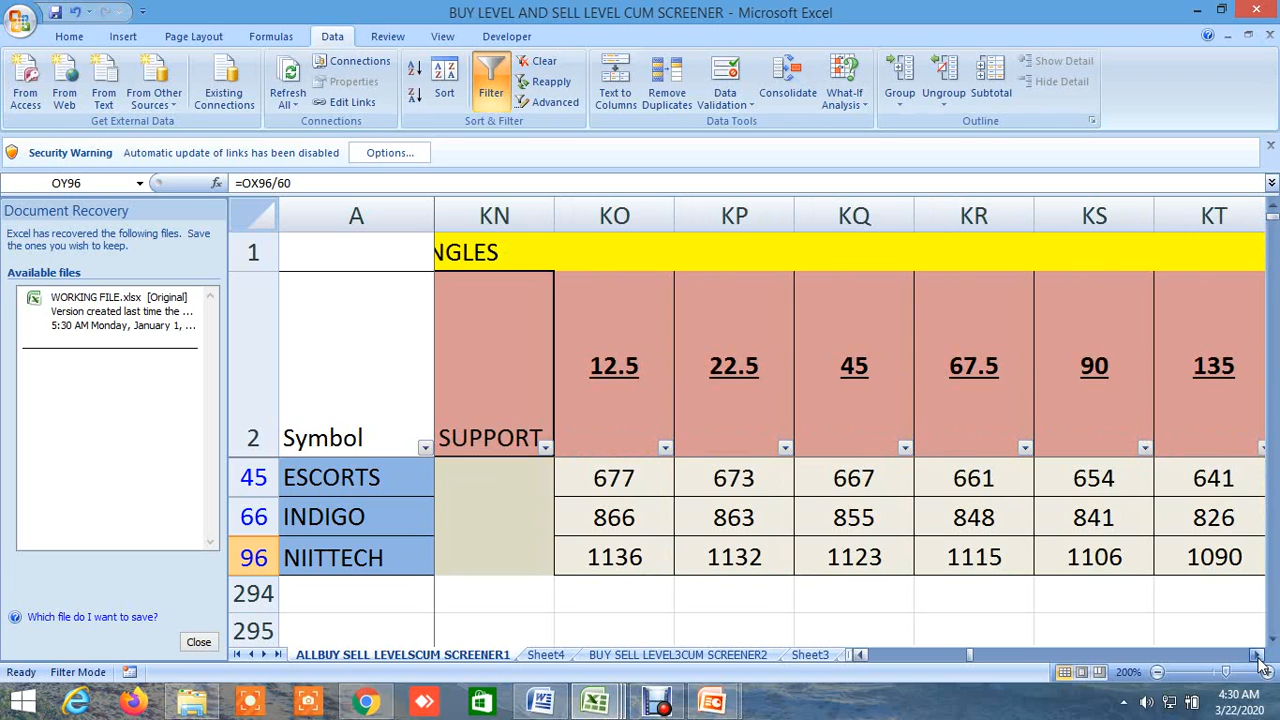 BUY LEVEL AND SELL LEVEL CUM SCREENER - Microsoft Excel
Home Insert Page Layout Formulas Data Review View Developer
From Access
From Web
From Text
From Other Sources
Existing Connections
Get External Data
Refresh All
Connections
Properties
Edit Links
Connections
Sort
Filter
Clear
Reapply
Advanced
Sort & Filter
Text to Columns
Remove Duplicates
Data Validation
Consolidate
What-If Analysis
Data Tools
Group
Ungroup
Subtotal
Show Detail
Hide Detail
Outline
Security Warning Automatic update of links has been disabled Options...
OY96 fx =OX96/60
Document Recovery
Excel has recovered the following files. Save
the ones you wish to keep.
Available files
WORKING FILE.xlsx [Original]
Version created last time the ...
5:30 AM Monday, January 1, ...
Which file do I want to save?
Close
A KN KO KP KQ KR KS KT
1 NGLES
12.5 22.5 45 67.5 90 135
2 Symbol SUPPORT
45 ESCORTS 677 673 667 661 654 641
66 INDIGO 866 863 855 848 841 826
96 NIITTECH 1136 1132 1123 1115 1106 1090
294
295
ALLBUY SELL LEVELSCUM SCREENER1 Sheet4 BUY SELL LEVEL3CUM SCREENER2 Sheet3
Ready Filter Mode 200%
4:30 AM
3/22/2020